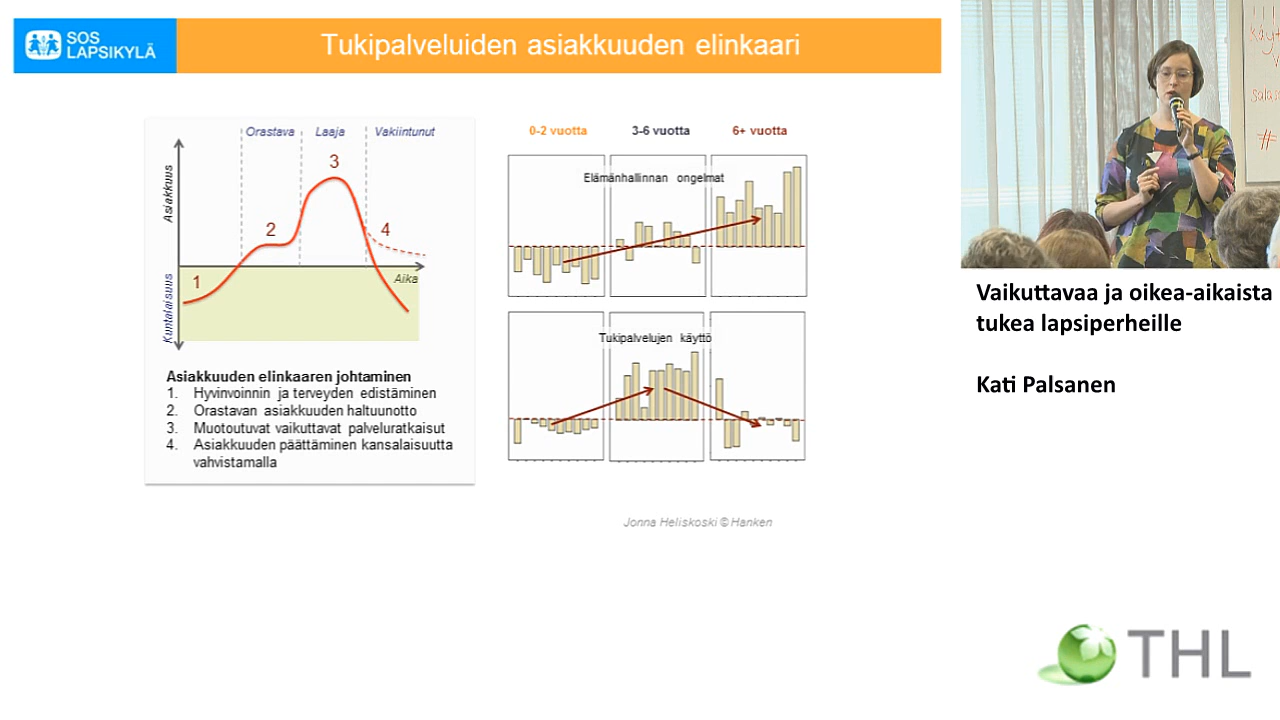 SOS
LAPSIKYLÄ
Tukipalveluiden asiakkuuden elinkaari
Orastava
Laaja
Vakiintunut
Asiakkuus
Kuntalaisuus
1
2
3
4
Aika
Asiakkuuden elinkaaren johtaminen
1. Hyvinvoinnin ja terveyden edistäminen
2. Orastavan asiakkuuden haltuunotto
3. Muotoutuvat vaikuttavat palveluratkaisut
4. Asiakkuuden päättäminen kansalaisuutta
vahvistamalla
0-2 vuotta
3-6 vuotta
6+ vuotta
Elämänhallinnan ongelmat
Tukipalvelujen käyttö
Jonna Heliskoski © Hanken
Vaikuttavaa ja oikea-aikaista
tukea lapsiperheille
Kati Palsanen
THL